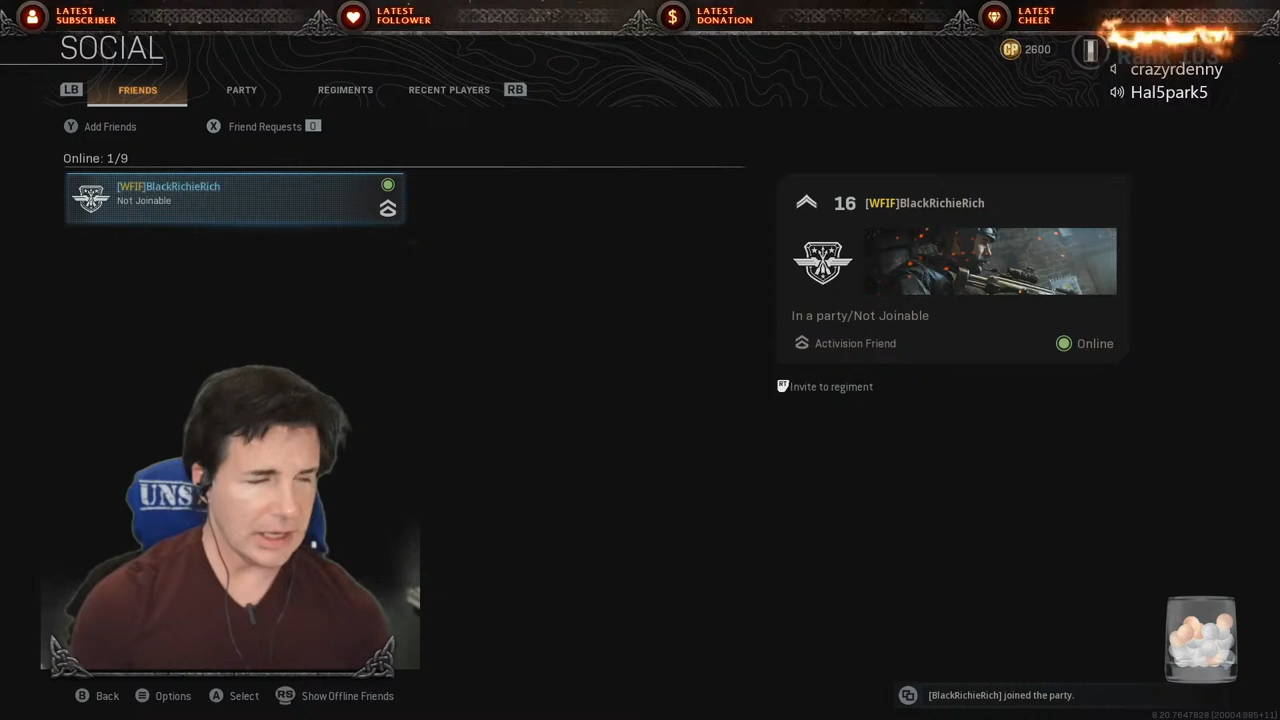 LATEST
SUBSCRIBER
LATEST
FOLLOWER
LATEST
DONATION
LATEST
CHEER
SOCIAL
CP 2600
Rank 103
crazyrdenny
Hal5park5
LB FRIENDS PARTY REGIMENTS RECENT PLAYERS RB
Y Add Friends X Friend Requests 0
Online: 1/9
[WFIF]BlackRichieRich
Not Joinable
16 [WFIF]BlackRichieRich
In a party/Not Joinable
Activision Friend Online
RT Invite to regiment
UNS
B Back Options A Select RS Show Offline Friends
[BlackRichieRich] joined the party.